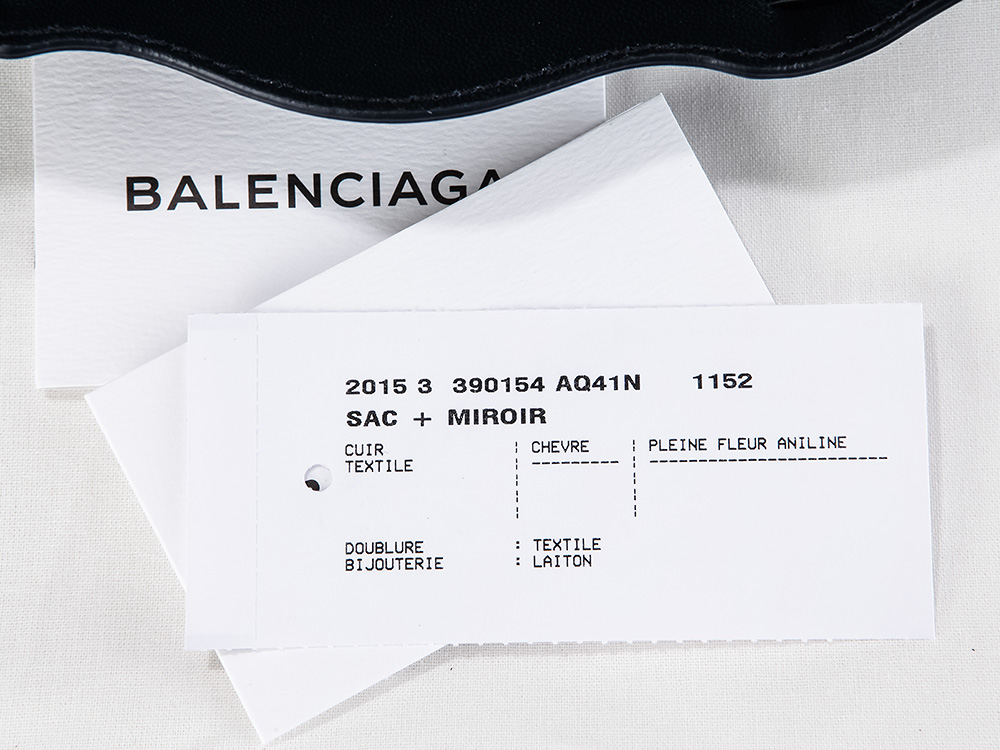 BALENCIAGA
2015 3 390154 AQ41N 1152
SAC + MIROIR
CUIR ¦ CHEVRE ¦ PLEINE FLEUR ANILINE
TEXTILE ¦ --------- ¦ ------------------------
DOUBLURE : TEXTILE
BIJOUTERIE : LAITON